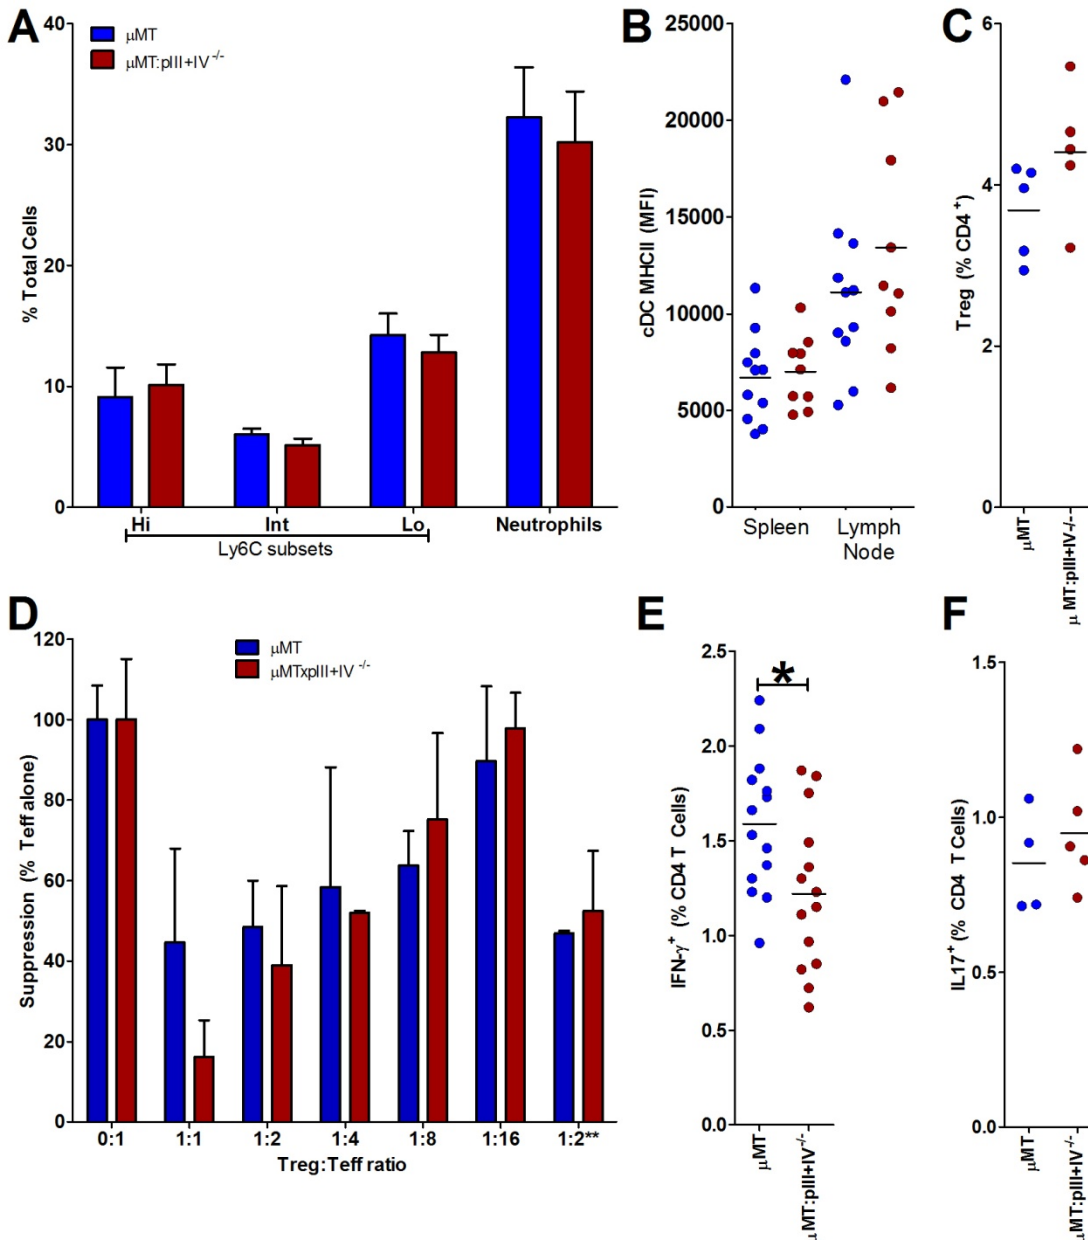 A
40
30
20
10
0
% Total Cells
μMT
μMT:pIII+IV-/-
Hi
Int
Lo
Neutrophils
Ly6C subsets
B
25000
20000
15000
10000
5000
0
cDC MHCII (MFI)
Spleen
Lymph
Node
C
6
4
2
0
Treg (% CD4+)
μMT
μ MT:pIII+IV-/-
D
120
100
80
60
40
20
0
Suppression (% Teff alone)
μMT
μMTxpIII+IV -/-
0:1
1:1
1:2
1:4
1:8
1:16
1:2**
Treg:Teff ratio
E
2.5
2.0
1.5
1.0
0.5
0.0
IFN-γ+ (% CD4 T Cells)
*
μMT
μMT:pIII+IV-/-
F
1.5
1.0
0.5
0.0
IL17+ (% CD4 T Cells)
μMT
μMT:pIII+IV-/-